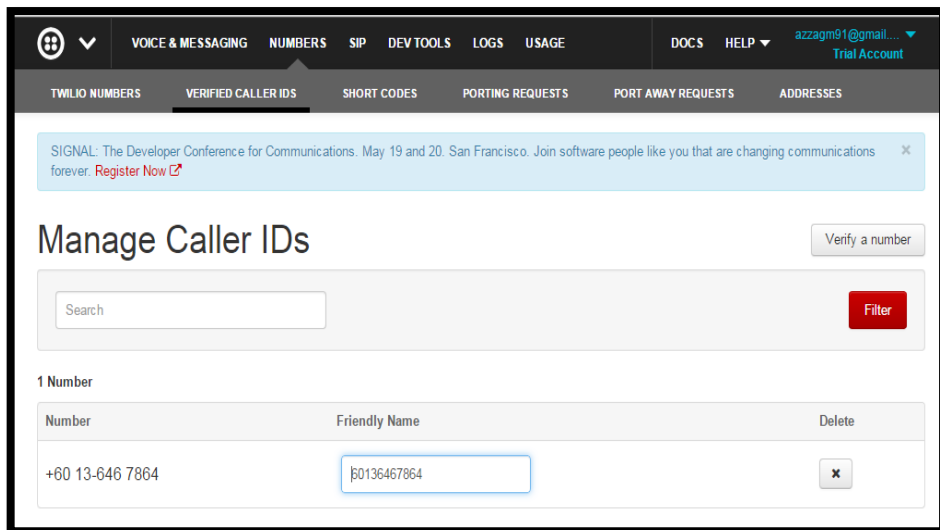 VOICE & MESSAGING NUMBERS SIP DEV TOOLS LOGS USAGE DOCS HELP azzagm91@gmail....
Trial Account
TWILIO NUMBERS VERIFIED CALLER IDS SHORT CODES PORTING REQUESTS PORT AWAY REQUESTS ADDRESSES
SIGNAL: The Developer Conference for Communications. May 19 and 20. San Francisco. Join software people like you that are changing communications
forever. Register Now
Manage Caller IDs
Verify a number
Search
Filter
1 Number
Number Friendly Name Delete
+60 13-646 7864 60136467864